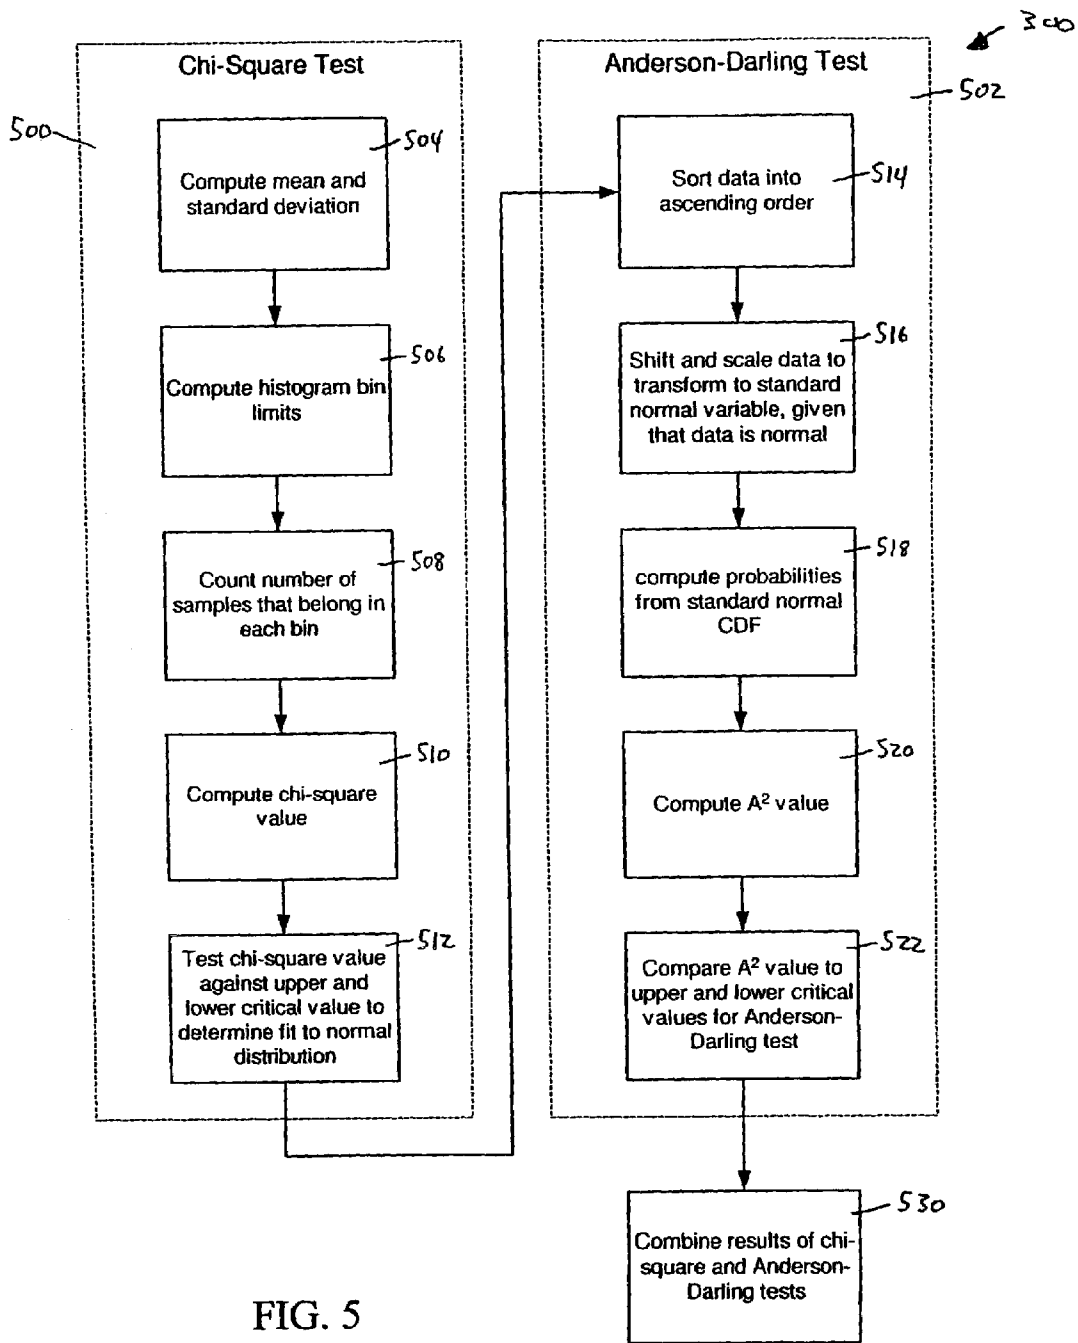 300
Chi-Square Test
500
504
Compute mean and
standard deviation
506
Compute histogram bin
limits
508
Count number of
samples that belong in
each bin
510
Compute chi-square
value
512
Test chi-square value
against upper and
lower critical value to
determine fit to normal
distribution
Anderson-Darling Test
502
514
Sort data into
ascending order
516
Shift and scale data to
transform to standard
normal variable, given
that data is normal
518
compute probabilities
from standard normal
CDF
520
Compute A² value
522
Compare A² value to
upper and lower critical
values for Anderson-
Darling test
530
Combine results of chi-
square and Anderson-
Darling tests
FIG. 5